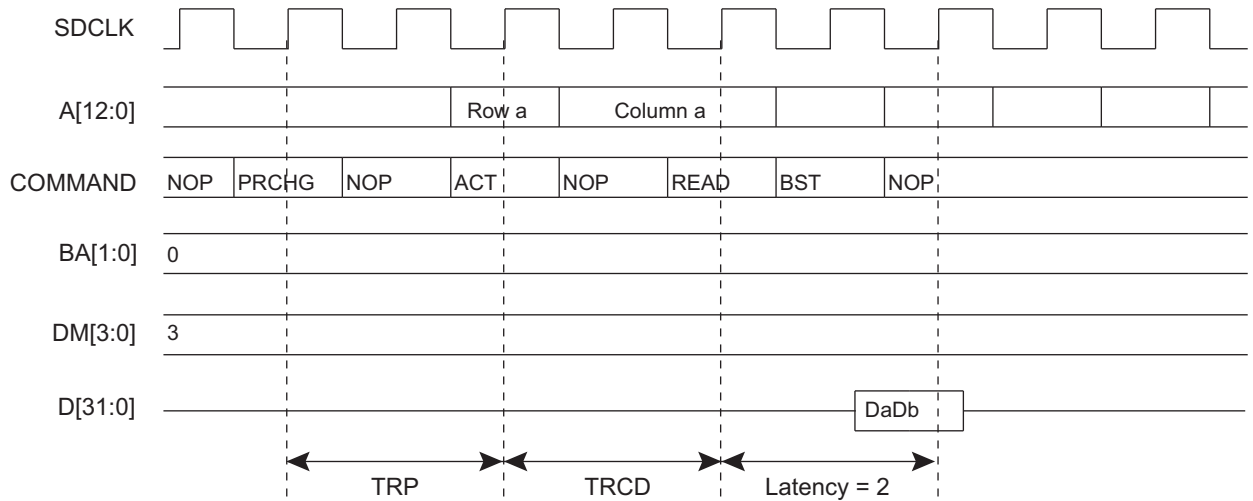 SDCLK
A[12:0] Row a Column a
COMMAND NOP PRCHG NOP ACT NOP READ BST NOP
BA[1:0] 0
DM[3:0] 3
D[31:0] DaDb
TRP TRCD Latency = 2